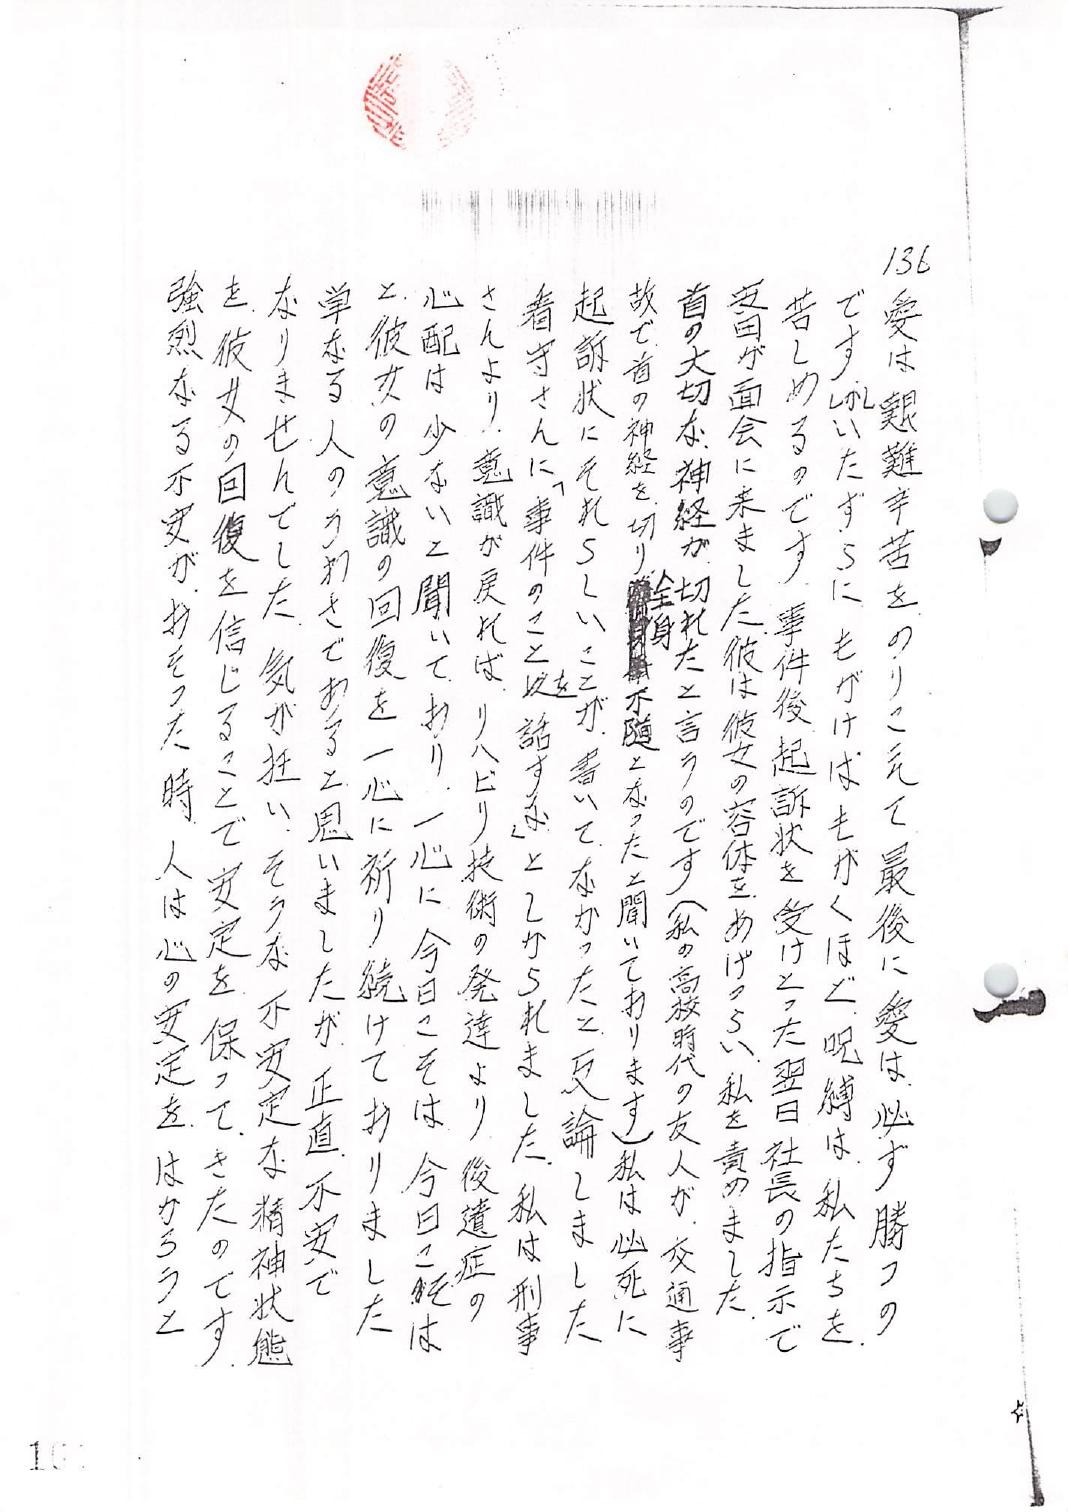 136
愛は艱難辛苦をのりこえて最後に愛は、必ず勝つの
です。しかしいたずらにもがけばもがくほど、呪縛は、私たちを、
苦しめるのです。事件後起訴状を受けとった翌日社長の指示で
安田が面会に来ました。彼は彼女の容体をあげつらい、私を責めました。
首の大切な、神経が切れたと言うのです(私の高校時代の友人が、交通事
故で首の神経を、切り、全身不随となったと聞いております)私は必死に
起訴状にそれらしいことが、書いてなかったと、反論しました
看守さんに「事件のことを話すな」としかられました。私は刑事
さんより、意識が戻れば、リハビリ技術の発達より後遺症の
心配は少ないと聞いており、一心に今日こそは今日こそは
と、彼女の意識の回復を一心に祈り続けておりました
単なる人のうわさであると思いましたが正直、不安で
なりませんでした。気が狂い、そうな不安定な精神状態
を、彼女の回復を信じることで安定を、保って、きたのです。
強烈なる不安が、おそった時、人は心の安定を、はかろうと